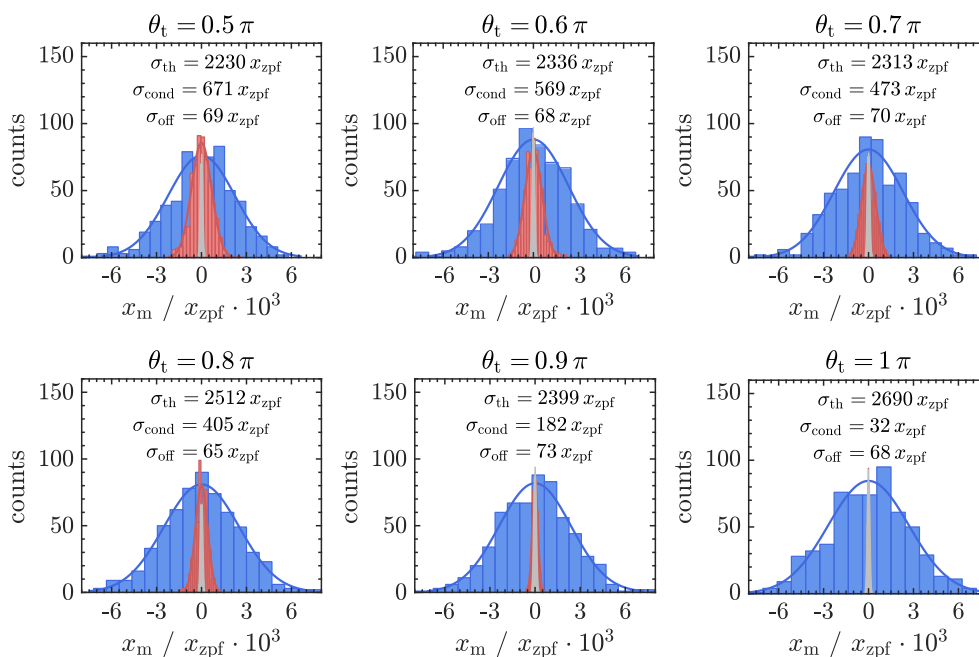 θt = 0.5 π
150
100
50
0
counts
σth = 2230 xzpf
σcond = 671 xzpf
σoff = 69 xzpf
-6 -3 0 3 6
xm / xzpf · 10³
θt = 0.6 π
150
100
50
0
counts
σth = 2336 xzpf
σcond = 569 xzpf
σoff = 68 xzpf
-6 -3 0 3 6
xm / xzpf · 10³
θt = 0.7 π
150
100
50
0
counts
σth = 2313 xzpf
σcond = 473 xzpf
σoff = 70 xzpf
-6 -3 0 3 6
xm / xzpf · 10³
θt = 0.8 π
150
100
50
0
counts
σth = 2512 xzpf
σcond = 405 xzpf
σoff = 65 xzpf
-6 -3 0 3 6
xm / xzpf · 10³
θt = 0.9 π
150
100
50
0
counts
σth = 2399 xzpf
σcond = 182 xzpf
σoff = 73 xzpf
-6 -3 0 3 6
xm / xzpf · 10³
θt = 1 π
150
100
50
0
counts
σth = 2690 xzpf
σcond = 32 xzpf
σoff = 68 xzpf
-6 -3 0 3 6
xm / xzpf · 10³